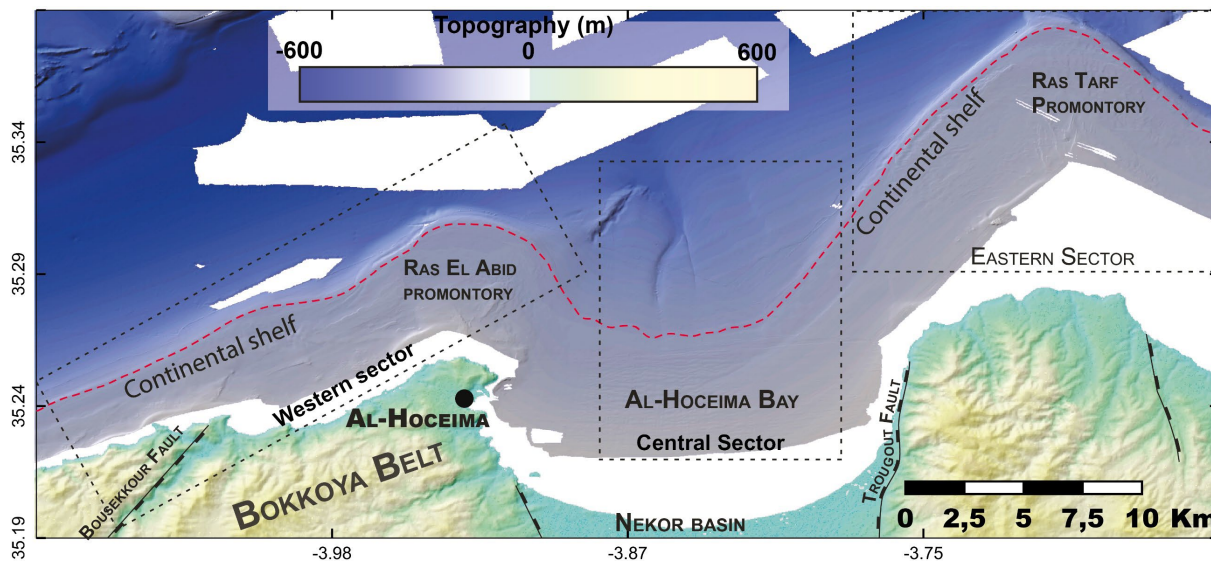 Topography (m)
-600 0 600
Ras Tarf
Promontory
Continental shelf
35.34
Eastern Sector
35.29
Ras El Abid
promontory
Continental shelf
Western sector
35.24
Al-Hoceima
Al-Hoceima Bay
Central Sector
Bousekkour Fault
Bokkoya Belt
Trougout Fault
Nekor basin
0 2,5 5 7,5 10 Km
35.19
-3.98 -3.87 -3.75